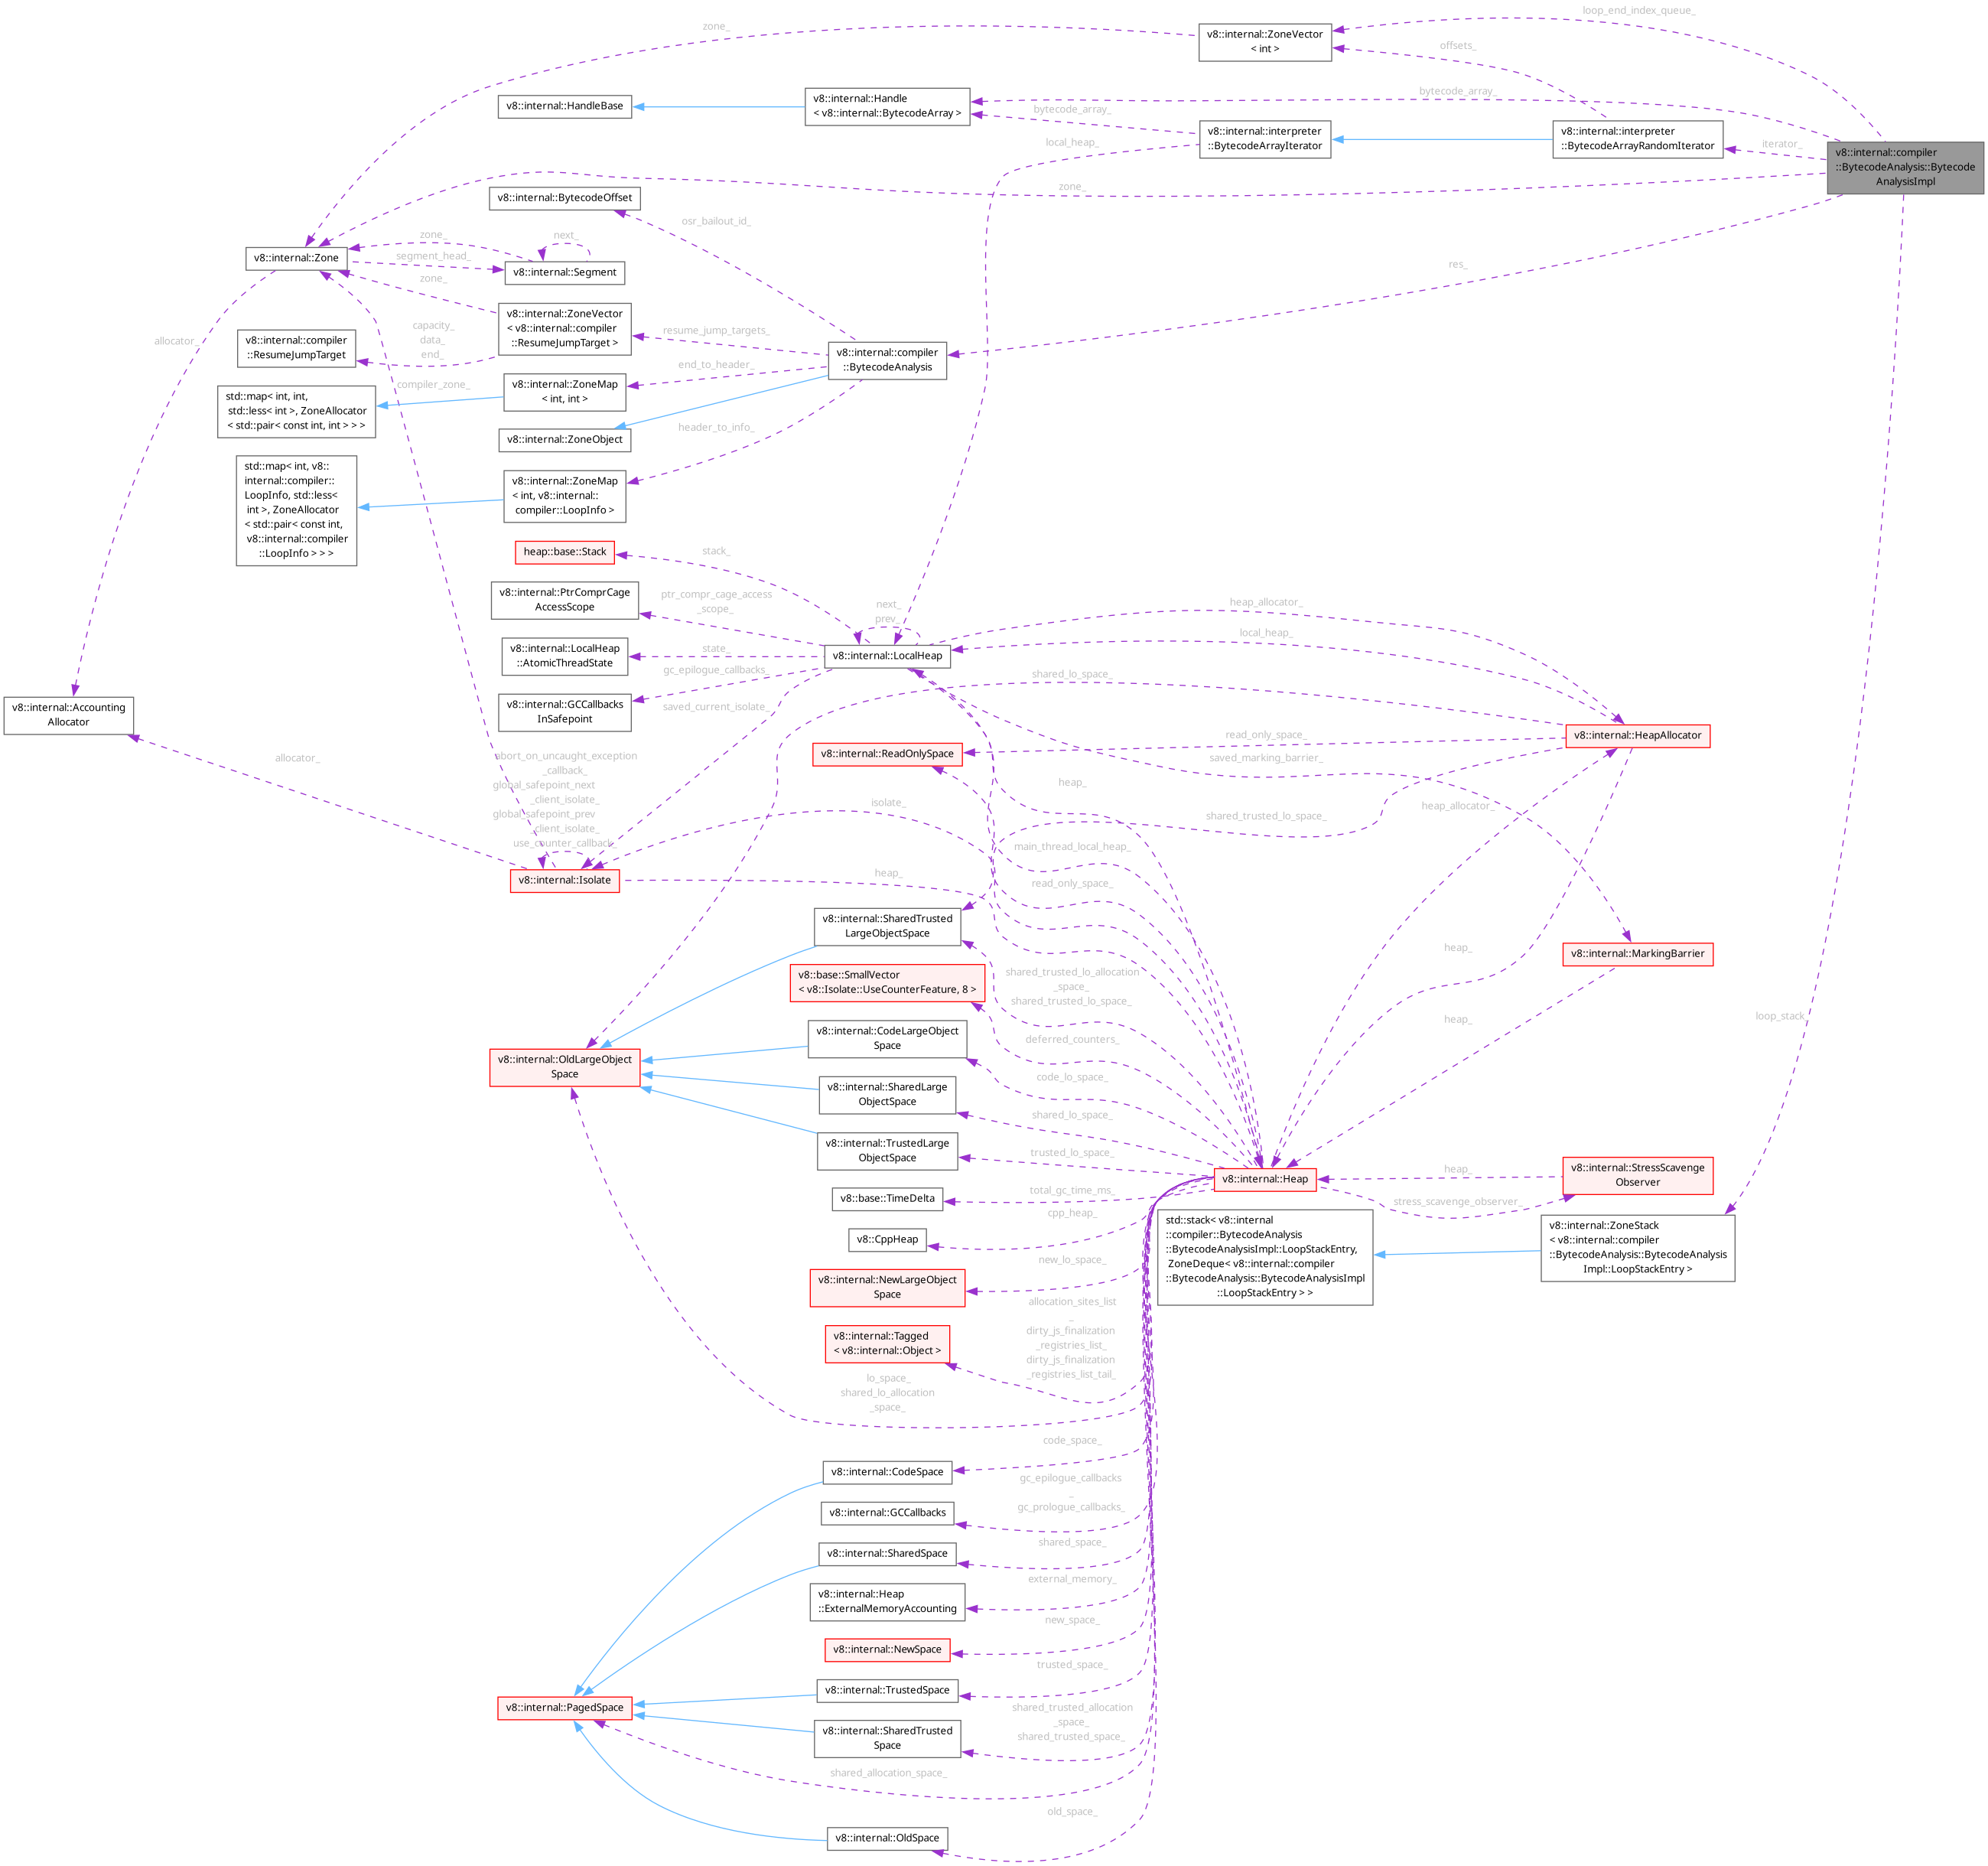 loop_end_index_queue_
zone_
v8::internal::ZoneVector
< int >
offsets_
bytecode_array_
v8::internal::HandleBase
v8::internal::Handle
< v8::internal::BytecodeArray >
bytecode_array_
v8::internal::interpreter
::BytecodeArrayIterator
v8::internal::interpreter
::BytecodeArrayRandomIterator
iterator_
v8::internal::compiler
::BytecodeAnalysis::Bytecode
AnalysisImpl
local_heap_
zone_
v8::internal::BytecodeOffset
osr_bailout_id_
v8::internal::Zone
zone_
segment_head_
zone_
next_
v8::internal::Segment
res_
v8::internal::ZoneVector
< v8::internal::compiler
::ResumeJumpTarget >
resume_jump_targets_
capacity_
data_
end_
v8::internal::compiler
::ResumeJumpTarget
allocator_
v8::internal::compiler
::BytecodeAnalysis
end_to_header_
compiler_zone_
v8::internal::ZoneMap
< int, int >
std::map< int, int,
std::less< int >, ZoneAllocator
< std::pair< const int, int > > >
v8::internal::ZoneObject
header_to_info_
std::map< int, v8::
internal::compiler::
LoopInfo, std::less<
int >, ZoneAllocator
< std::pair< const int,
v8::internal::compiler
::LoopInfo > > >
v8::internal::ZoneMap
< int, v8::internal::
compiler::LoopInfo >
heap::base::Stack
stack_
v8::internal::PtrComprCage
AccessScope
ptr_compr_cage_access
_scope_
next_
prev_
heap_allocator_
local_heap_
v8::internal::LocalHeap
::AtomicThreadState
state_
v8::internal::LocalHeap
gc_epilogue_callbacks_
shared_lo_space_
v8::internal::GCCallbacks
InSafepoint
saved_current_isolate_
v8::internal::Accounting
Allocator
v8::internal::HeapAllocator
read_only_space_
saved_marking_barrier_
v8::internal::ReadOnlySpace
allocator_
abort_on_uncaught_exception
_callback_
global_safepoint_next
_client_isolate_
global_safepoint_prev
_client_isolate_
use_counter_callback_
heap_
isolate_
heap_allocator_
shared_trusted_lo_space_
main_thread_local_heap_
v8::internal::Isolate
heap_
read_only_space_
v8::internal::SharedTrusted
LargeObjectSpace
heap_
v8::internal::MarkingBarrier
v8::base::SmallVector
< v8::Isolate::UseCounterFeature, 8 >
shared_trusted_lo_allocation
_space_
shared_trusted_lo_space_
loop_stack_
heap_
v8::internal::OldLargeObject
Space
v8::internal::CodeLargeObject
Space
deferred_counters_
code_lo_space_
v8::internal::SharedLarge
ObjectSpace
shared_lo_space_
v8::internal::TrustedLarge
ObjectSpace
trusted_lo_space_
v8::internal::Heap
heap_
stress_scavenge_observer_
v8::internal::StressScavenge
Observer
v8::base::TimeDelta
total_gc_time_ms_
cpp_heap_
v8::CppHeap
std::stack< v8::internal
::compiler::BytecodeAnalysis
::BytecodeAnalysisImpl::LoopStackEntry,
ZoneDeque< v8::internal::compiler
::BytecodeAnalysis::BytecodeAnalysisImpl
::LoopStackEntry > >
v8::internal::ZoneStack
< v8::internal::compiler
::BytecodeAnalysis::BytecodeAnalysis
Impl::LoopStackEntry >
new_lo_space_
v8::internal::NewLargeObject
Space
allocation_sites_list
_
dirty_js_finalization
_registries_list_
dirty_js_finalization
_registries_list_tail_
v8::internal::Tagged
< v8::internal::Object >
lo_space_
shared_lo_allocation
_space_
code_space_
v8::internal::CodeSpace
gc_epilogue_callbacks
_
gc_prologue_callbacks_
v8::internal::GCCallbacks
shared_space_
v8::internal::SharedSpace
external_memory_
v8::internal::Heap
::ExternalMemoryAccounting
new_space_
v8::internal::NewSpace
trusted_space_
v8::internal::TrustedSpace
v8::internal::PagedSpace
shared_trusted_allocation
_space_
shared_trusted_space_
v8::internal::SharedTrusted
Space
shared_allocation_space_
old_space_
v8::internal::OldSpace